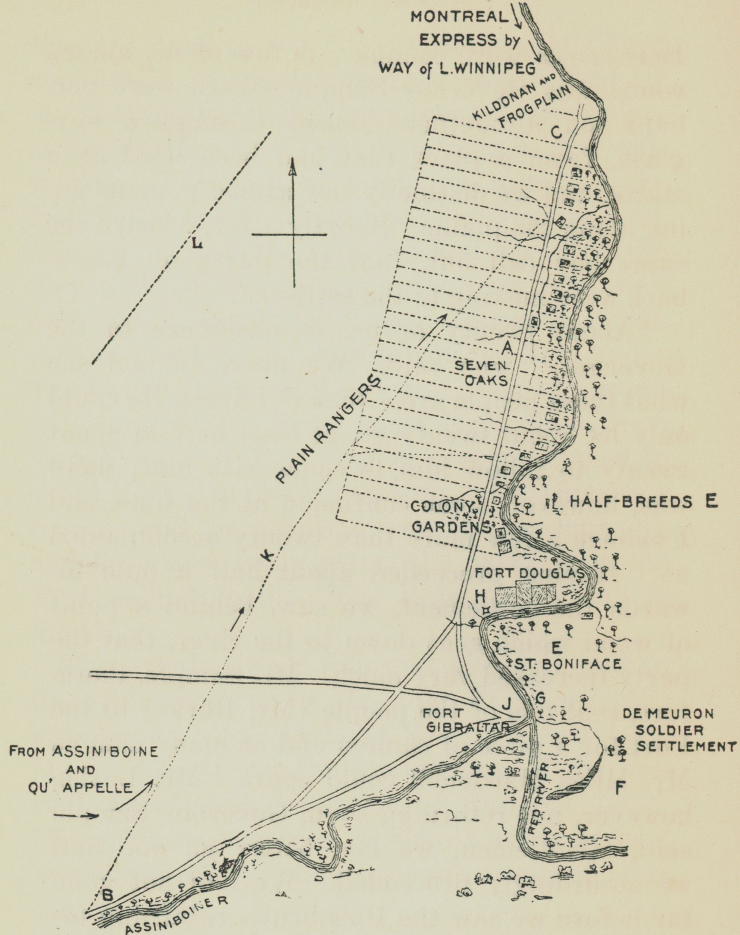 MONTREAL
EXPRESS by
WAY of L.WINNIPEG
KILDONAN AND
FROG PLAIN
C
L
A
SEVEN
OAKS
PLAIN RANGERS
K
COLONY
GARDENS
HALF-BREEDS E
FORT DOUGLAS
H
E
ST. BONIFACE
J
G
FORT
GIBRALTAR
DE MEURON
SOLDIER
SETTLEMENT
F
RED RIVER
FROM ASSINIBOINE
AND
QU' APPELLE
B
ASSINIBOINE R